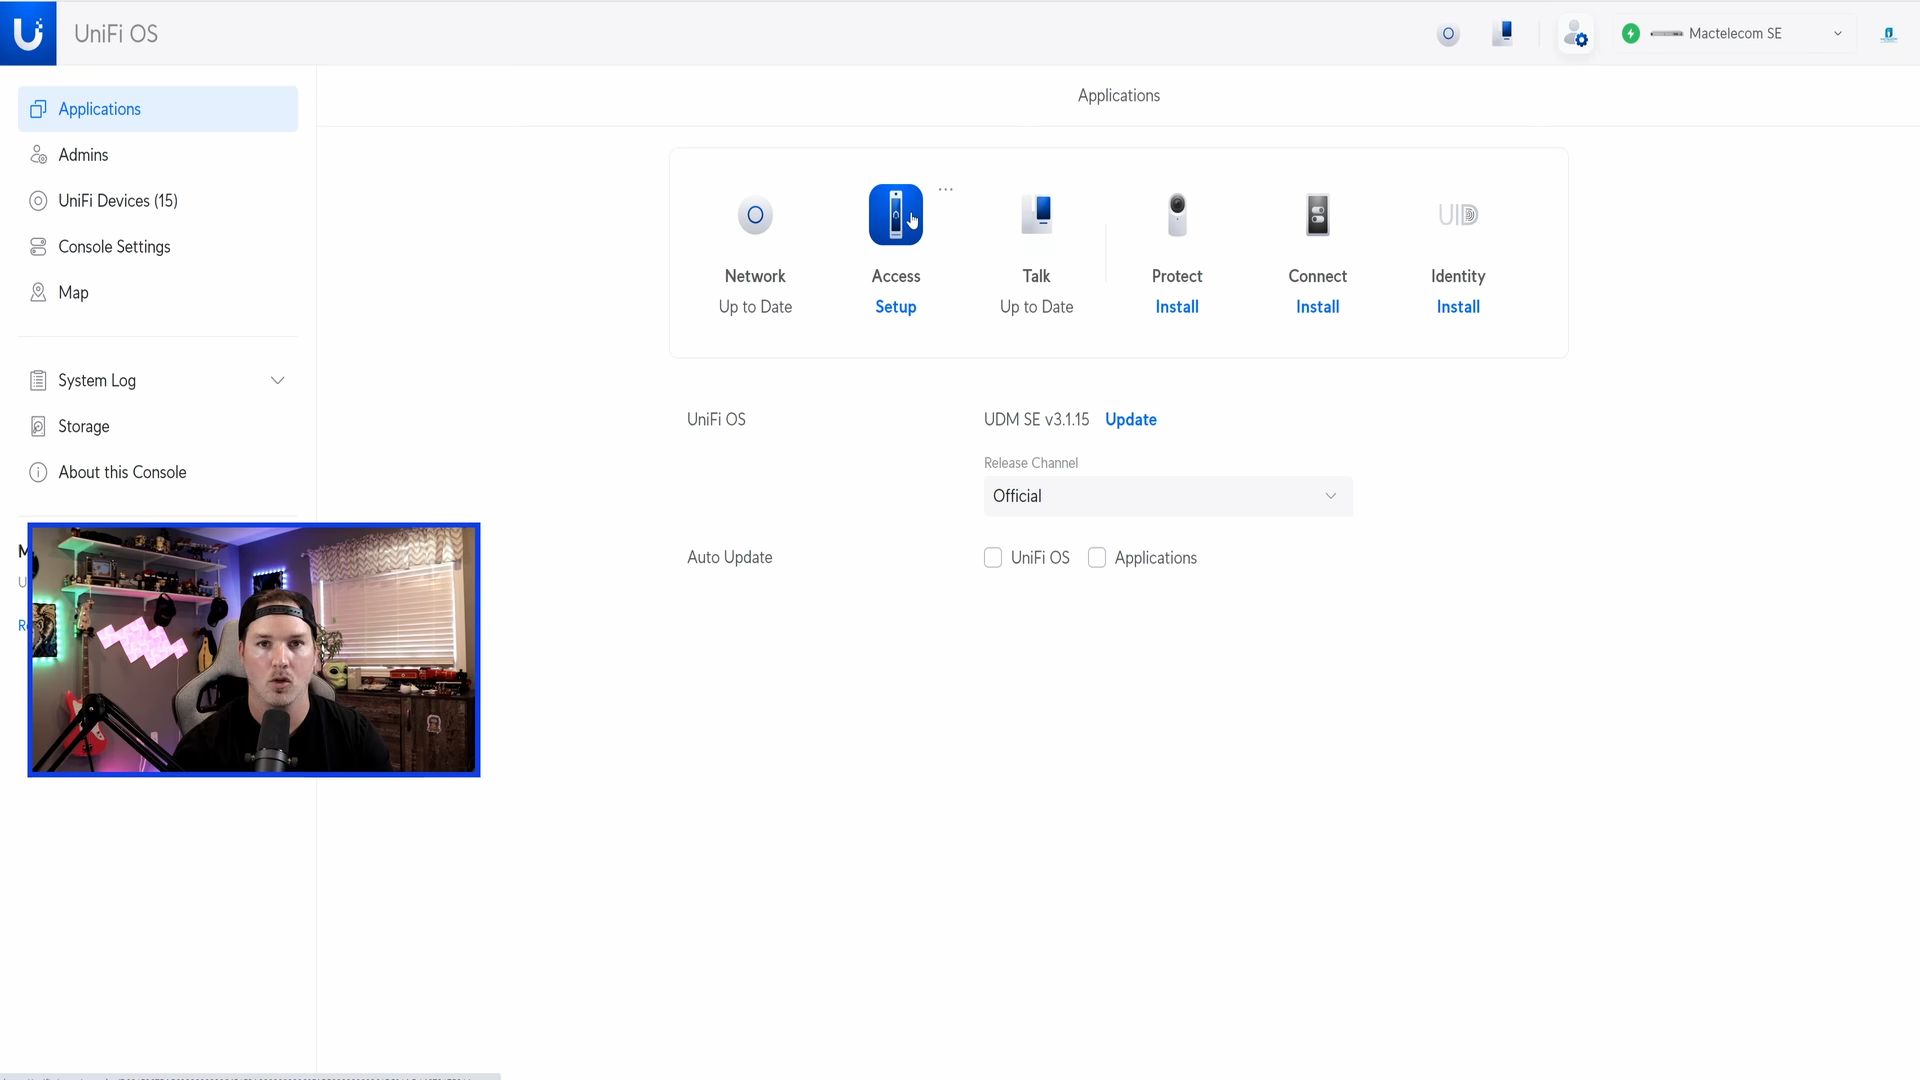 UniFi OS
Mactelecom SE
Applications
Admins
UniFi Devices (15)
Console Settings
Map
System Log
Storage
About this Console
Applications
...
Network
Access
Talk
Protect
Connect
UID
Identity
Up to Date
Setup
Up to Date
Install
Install
Install
UniFi OS
UDM SE v3.1.15 Update
Release Channel
Official
Auto Update
UniFi OS
Applications